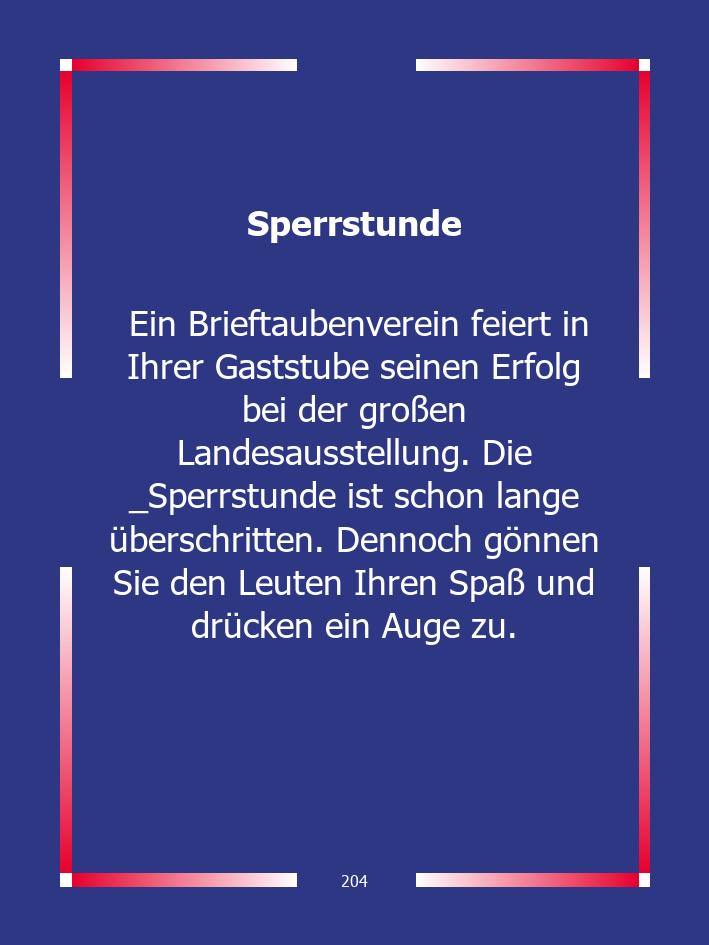 Sperrstunde
Ein Brieftaubenverein feiert in
Ihrer Gaststube seinen Erfolg
bei der großen
Landesausstellung. Die
_Sperrstunde ist schon lange
überschritten. Dennoch gönnen
Sie den Leuten Ihren Spaß und
drücken ein Auge zu.
204